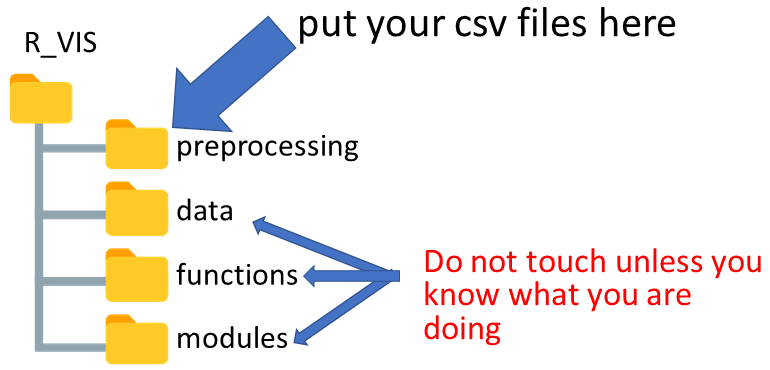 put your csv files here
R_VIS
preprocessing
data
functions
modules
Do not touch unless you
know what you are
doing